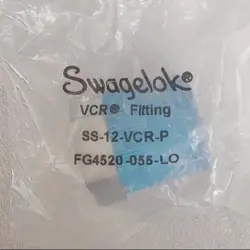 Swagelok®
VCR® Fitting
SS-12-VCR-P
FG4520-055-LO